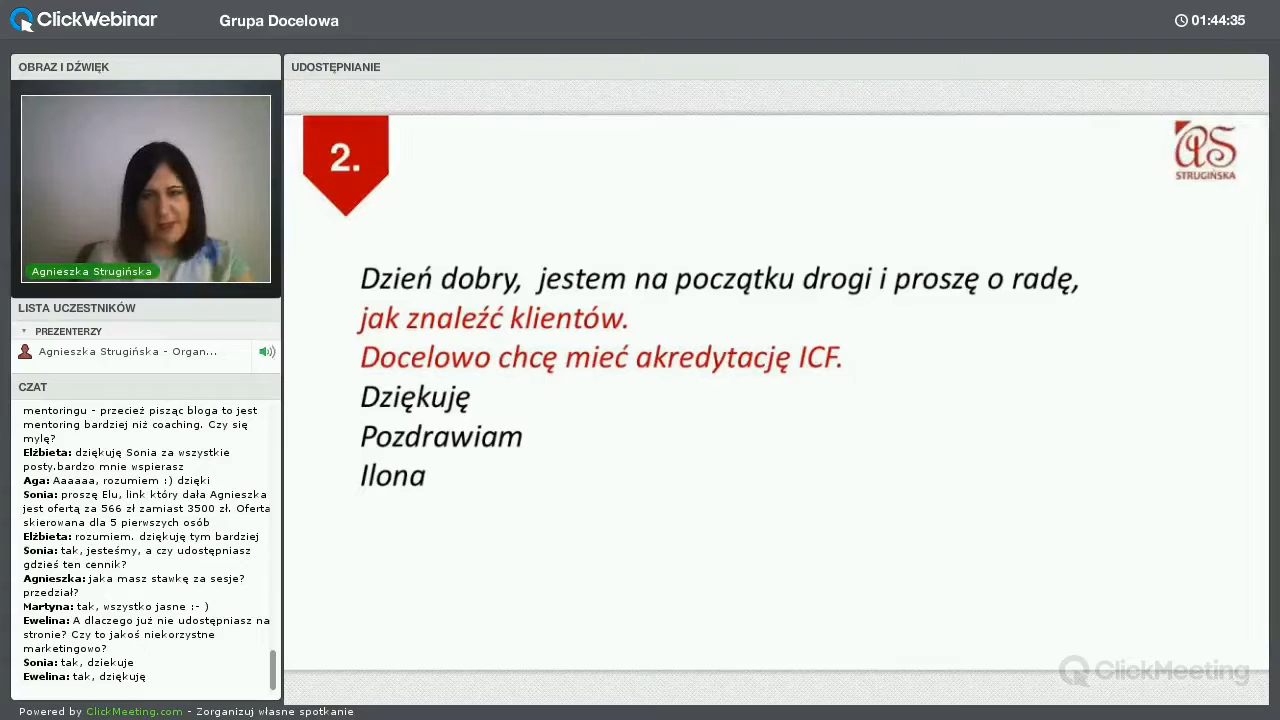 ClickWebinar
Grupa Docelowa
01:44:35
OBRAZ I DŹWIĘK
Agnieszka Strugińska
LISTA UCZESTNIKÓW
PREZENTERZY
Agnieszka Strugińska - Organ...
CZAT
mentoringu - przecież pisząc bloga to jest
mentoring bardziej niż coaching. Czy się
mylę?
Elżbieta: dziękuję Sonia za wszystkie
posty.bardzo mnie wspierasz
Aga: Aaaaaa, rozumiem :) dzięki
Sonia: proszę Elu, link który dała Agnieszka
jest ofertą za 566 zł zamiast 3500 zł. Oferta
skierowana dla 5 pierwszych osób
Elżbieta: rozumiem. dziękuję tym bardziej
Sonia: tak, jesteśmy, a czy udostępniasz
gdzieś ten cennik?
Agnieszka: jaka masz stawkę za sesje?
przedział?
Martyna: tak, wszystko jasne :- )
Ewelina: A dlaczego już nie udostępniasz na
stronie? Czy to jakoś niekorzystne
marketingowo?
Sonia: tak, dziekuje
Ewelina: tak, dziękuję
UDOSTĘPNIANIE
2.
aS
STRUGIŃSKA
Dzień dobry, jestem na początku drogi i proszę o radę,
jak znaleźć klientów.
Docelowo chcę mieć akredytację ICF.
Dziękuję
Pozdrawiam
Ilona
ClickMeeting
Powered by ClickMeeting.com - Zorganizuj własne spotkanie